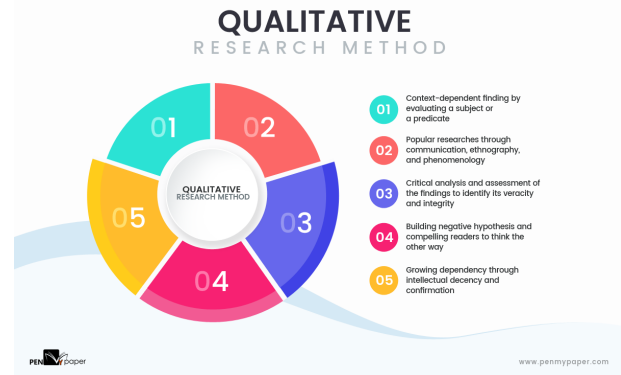 QUALITATIVE
RESEARCH METHOD
01
02
03
04
05
QUALITATIVE
RESEARCH METHOD
01
Context-dependent finding by
evaluating a subject or
a predicate
02
Popular researches through
communication, ethnography,
and phenomenology
03
Critical analysis and assessment of
the findings to identify its veracity
and integrity
04
Building negative hypothesis and
compelling readers to think the
other way
05
Growing dependency through
intellectual decency and
confirmation
PEN paper
www.penmypaper.com